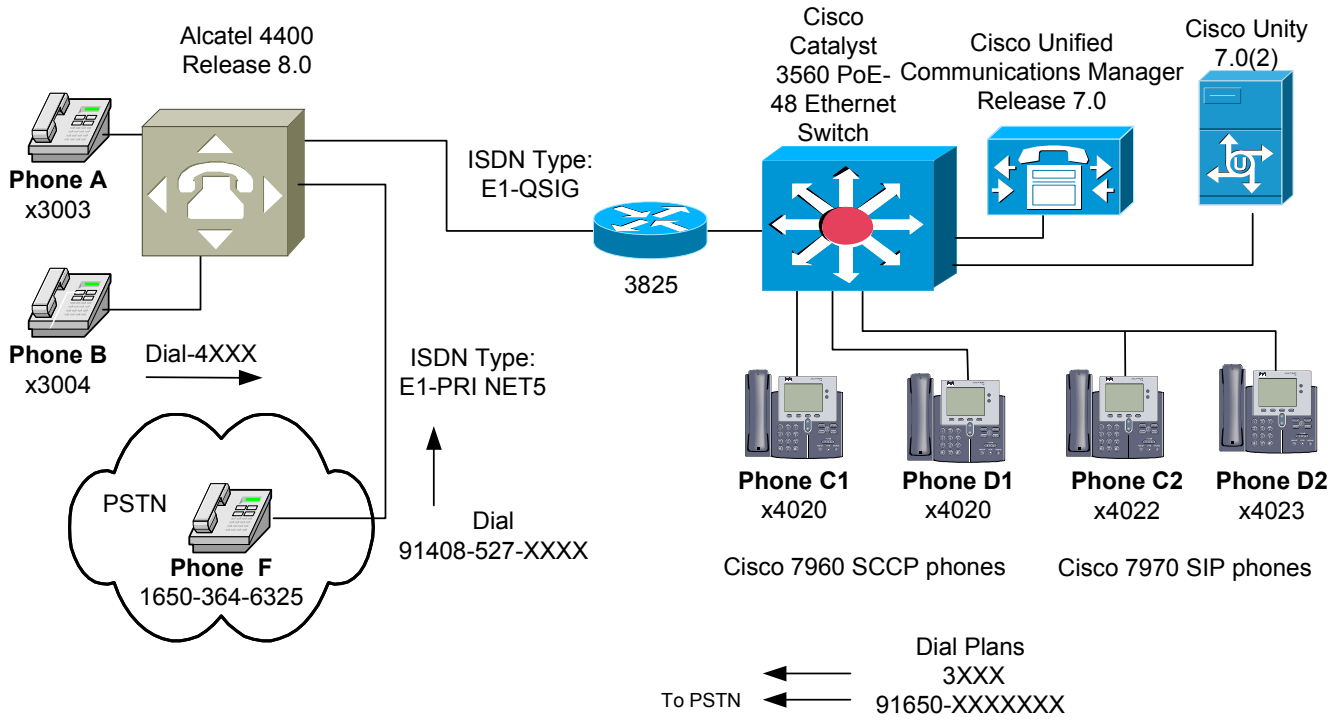 Alcatel 4400
Release 8.0
Cisco
Catalyst
3560 PoE-
48 Ethernet
Switch
Cisco Unified
Communications Manager
Release 7.0
Cisco Unity
7.0(2)
Phone A
x3003
ISDN Type:
E1-QSIG
3825
U
Phone B
x3004
Dial-4XXX
ISDN Type:
E1-PRI NET5
PSTN
Phone F
1650-364-6325
Dial
91408-527-XXXX
Phone C1
x4020
Phone D1
x4020
Phone C2
x4022
Phone D2
x4023
Cisco 7960 SCCP phones
Cisco 7970 SIP phones
Dial Plans
3XXX
To PSTN
91650-XXXXXXX